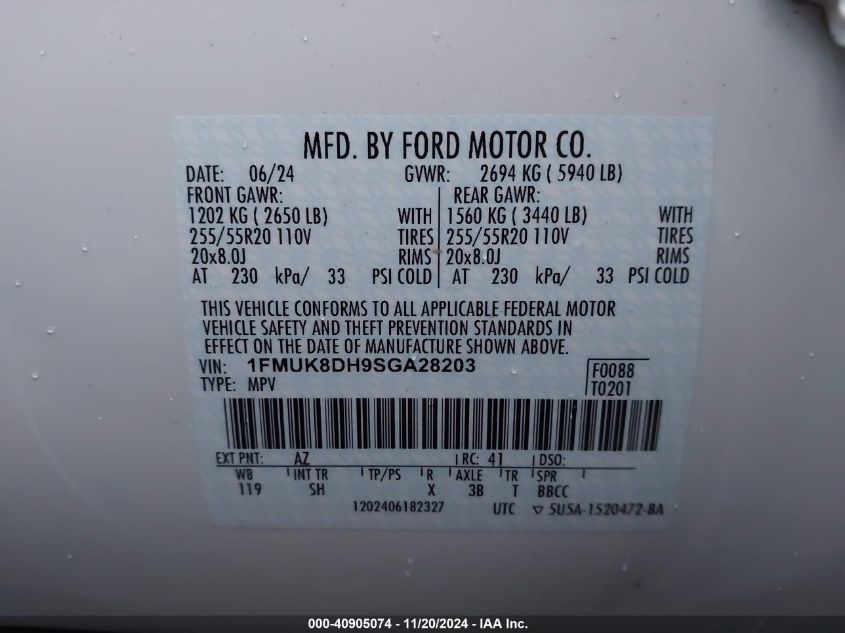 MFD. BY FORD MOTOR CO.
DATE: 06/24 GVWR: 2694 KG ( 5940 LB)
FRONT GAWR: REAR GAWR:
1202 KG ( 2650 LB) WITH 1560 KG ( 3440 LB) WITH
255/55R20 110V TIRES 255/55R20 110V TIRES
20x8.0J RIMS 20x8.0J RIMS
AT 230 kPa/ 33 PSI COLD AT 230 kPa/ 33 PSI COLD
THIS VEHICLE CONFORMS TO ALL APPLICABLE FEDERAL MOTOR
VEHICLE SAFETY AND THEFT PREVENTION STANDARDS IN
EFFECT ON THE DATE OF MANUFACTURE SHOWN ABOVE.
VIN: 1FMUK8DH9SGA28203 F0088
TYPE: MPV T0201
EXT PNT: AZ RC: 41 DSO:
WB INT TR TP/PS R AXLE TR SPR
119 SH X 3B T BBCC
1202406182327 UTC ▽ SU5A-1520472-BA
000-40905074 - 11/20/2024 - IAA Inc.